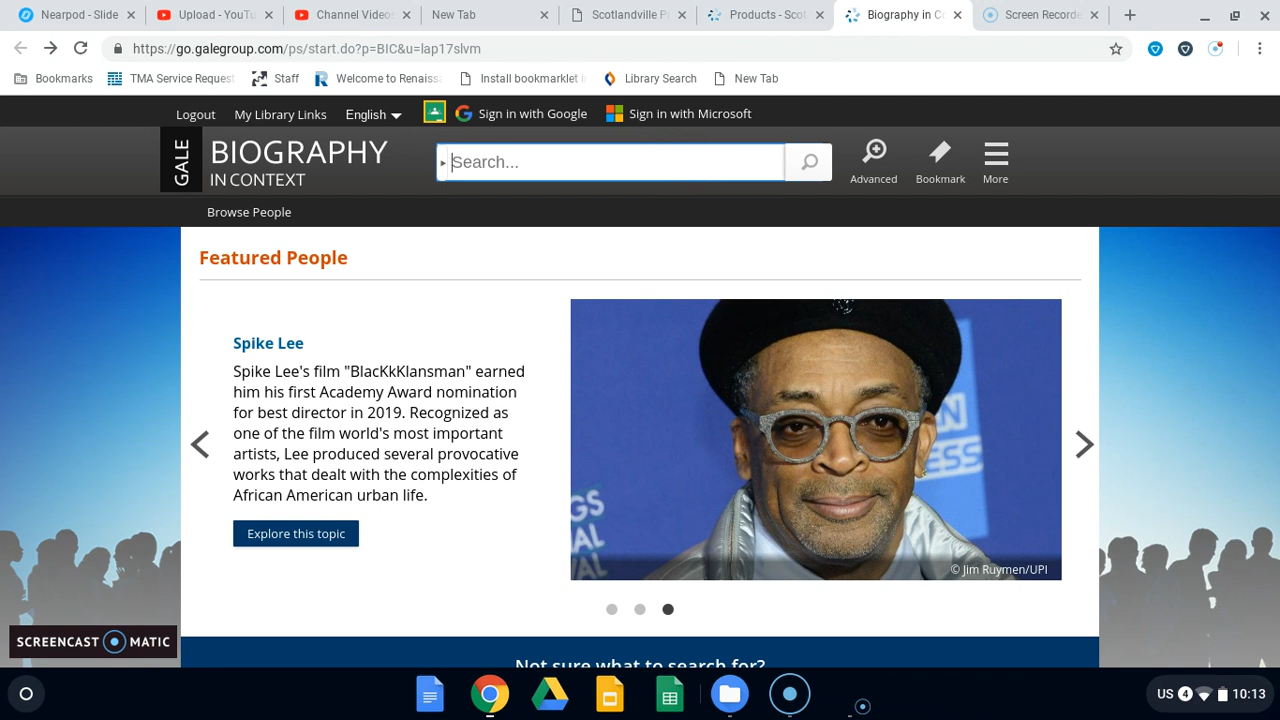 Nearpod - Slide
Upload - YouTu
Channel Videos
New Tab
Scotlandville P
Products - Scot
Biography in Co
Screen Recorde
https://go.galegroup.com/ps/start.do?p=BIC&u=lap17slvm
Bookmarks
TMA Service Request
Staff
Welcome to Renaiss
Install bookmarklet i
Library Search
New Tab
Logout
My Library Links
English
Sign in with Google
Sign in with Microsoft
GALE
BIOGRAPHY
IN CONTEXT
Search...
Advanced
Bookmark
More
Browse People
Featured People
Spike Lee
Spike Lee's film "BlacKkKlansman" earned
him his first Academy Award nomination
for best director in 2019. Recognized as
one of the film world's most important
artists, Lee produced several provocative
works that dealt with the complexities of
African American urban life.
Explore this topic
© Jim Ruymen/UPI
SCREENCAST MATIC
Not sure what to search for?
US 4 10:13